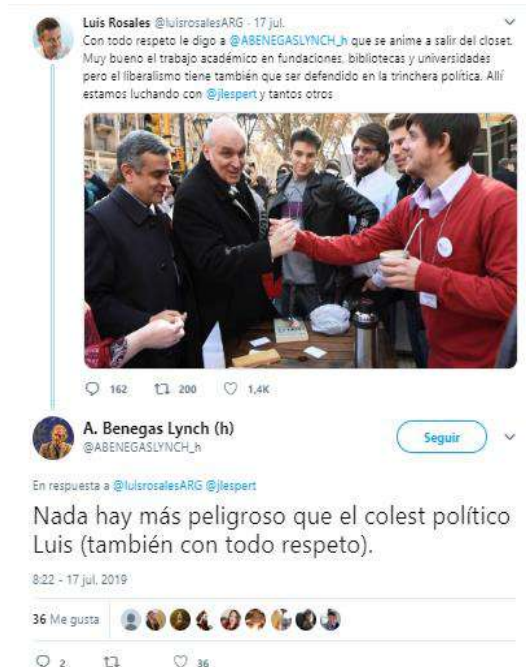 Luis Rosales @luisrosalesARG · 17 jul.
Con todo respeto le digo a @ABENEGASLYNCH_h que se anime a salir del closet.
Muy bueno el trabajo académico en fundaciones, bibliotecas y universidades
pero el liberalismo tiene también que ser defendido en la trinchera política. Allí
estamos luchando con @jlespert y tantos otros
162 200 1,4K
A. Benegas Lynch (h)
@ABENEGASLYNCH_h
Seguir
En respuesta a @luisrosalesARG @jlespert
Nada hay más peligroso que el colest político
Luis (también con todo respeto).
8:22 - 17 jul. 2019
36 Me gusta
2 36